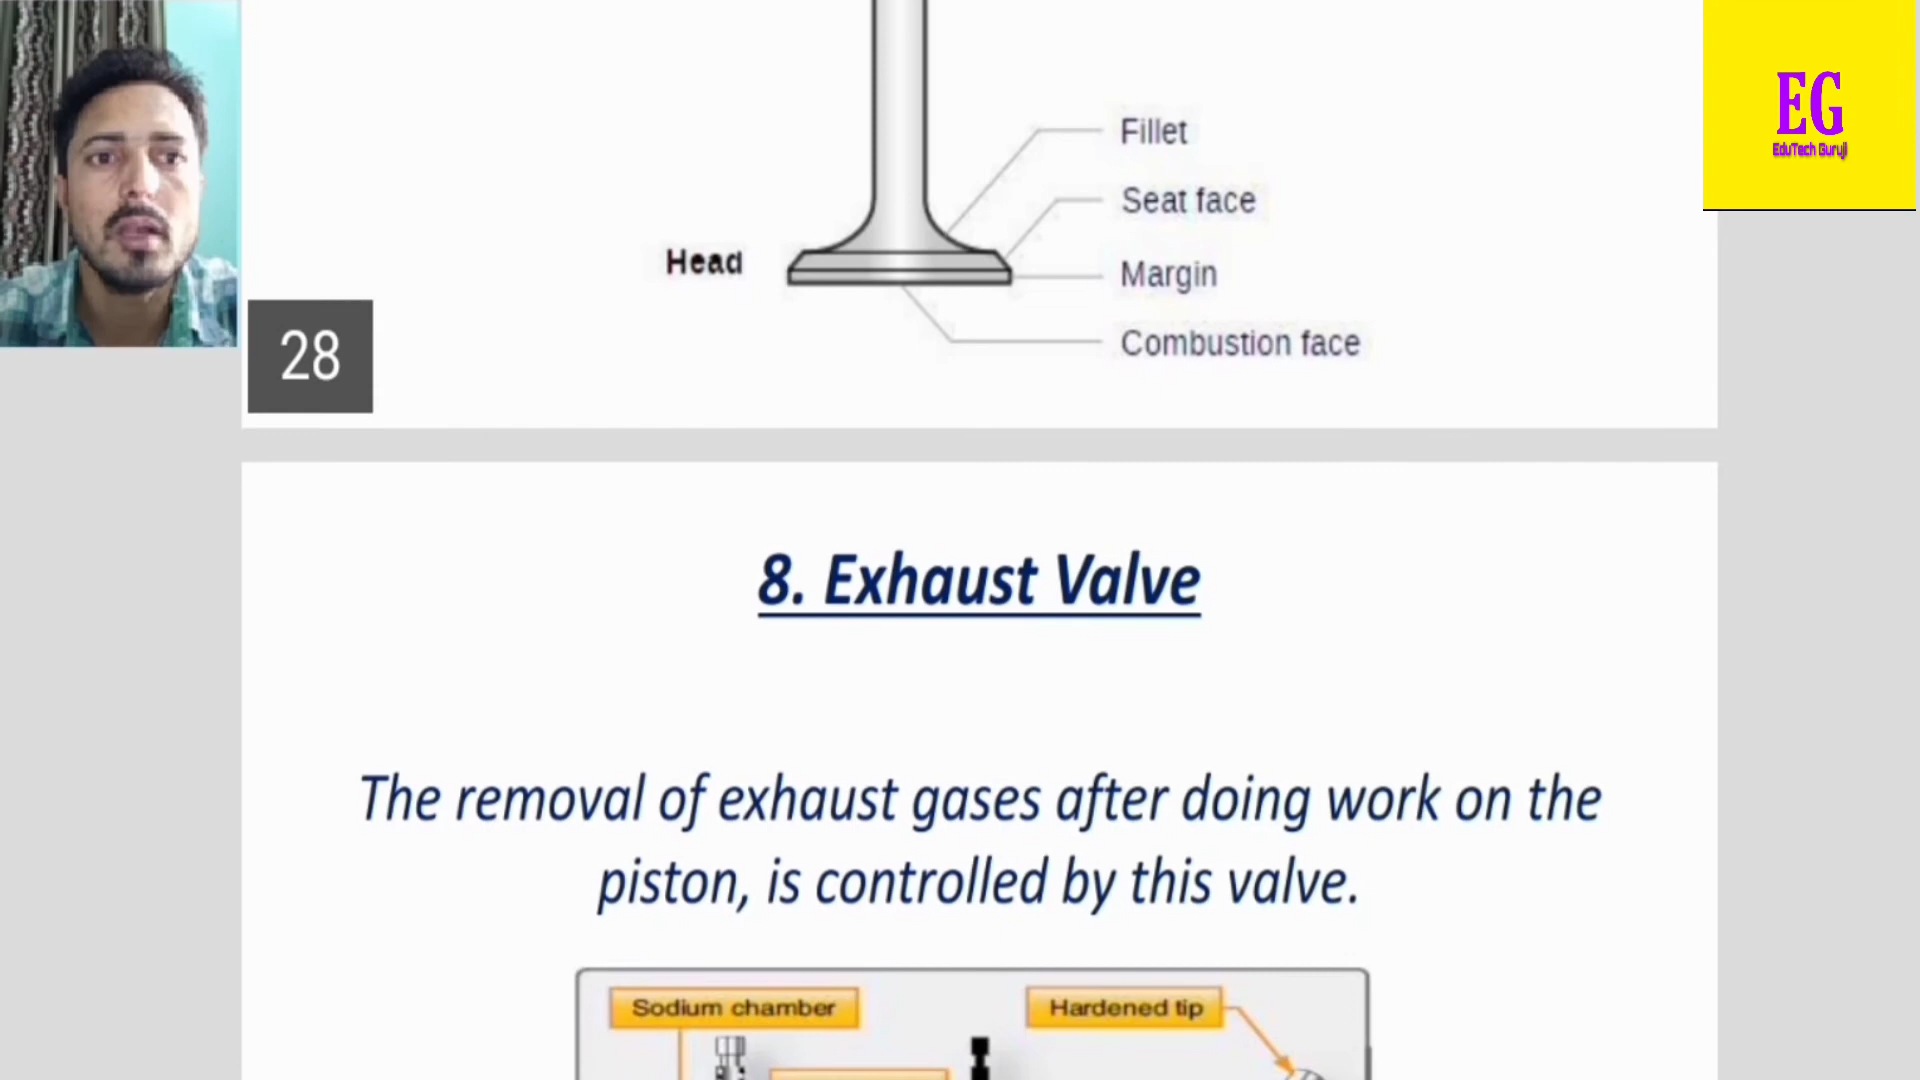 EG
EduTech Guruji
Fillet
Seat face
Head
Margin
28
Combustion face
8. Exhaust Valve
The removal of exhaust gases after doing work on the
piston, is controlled by this valve.
Sodium chamber
Hardened tip